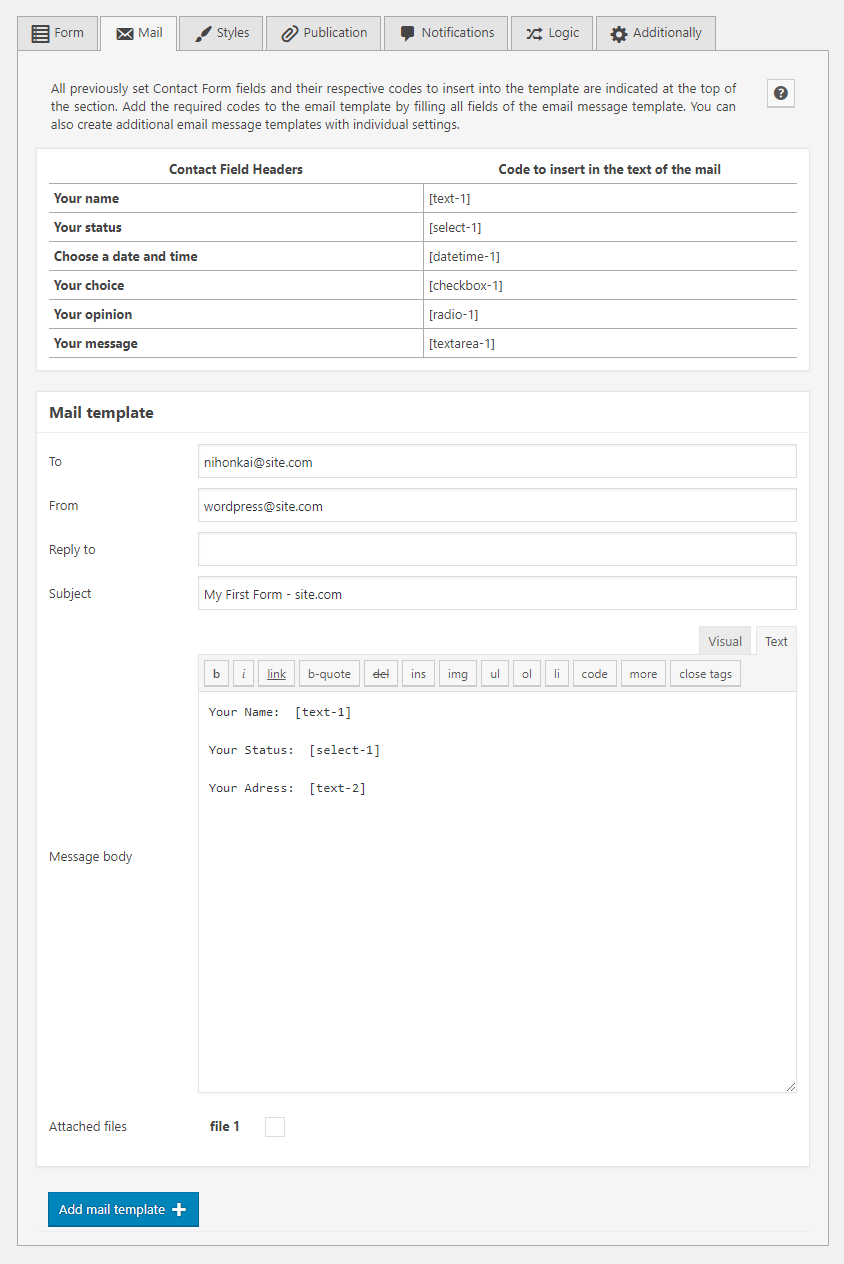 Form Mail Styles Publication Notifications Logic Additionally
All previously set Contact Form fields and their respective codes to insert into the template are indicated at the top of
the section. Add the required codes to the email template by filling all fields of the email message template. You can
also create additional email message templates with individual settings.
Contact Field Headers Code to insert in the text of the mail
Your name [text-1]
Your status [select-1]
Choose a date and time [datetime-1]
Your choice [checkbox-1]
Your opinion [radio-1]
Your message [textarea-1]
Mail template
To nihonkai@site.com
From wordpress@site.com
Reply to
Subject My First Form - site.com
Visual Text
b i link b-quote del ins img ul ol li code more close tags
Your Name: [text-1]
Your Status: [select-1]
Your Adress: [text-2]
Message body
Attached files file 1
Add mail template